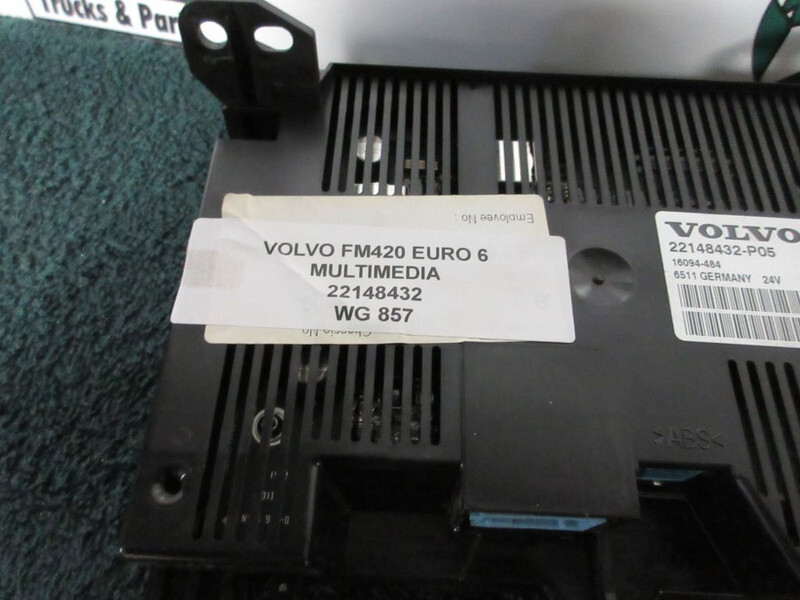 Trucks & Par
Employee No :
VOLVO FM420 EURO 6
MULTIMEDIA
22148432
WG 857
Chassis No
VOLVO
22148432-P05
16094-484
6511 GERMANY 24V
>ABS<